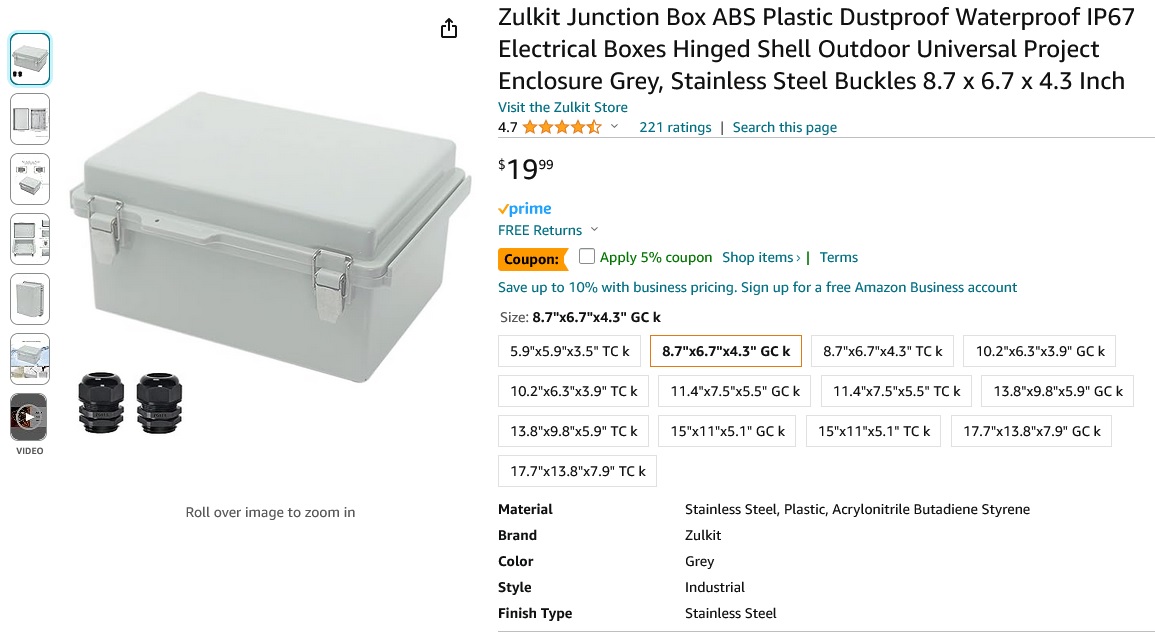 Zulkit Junction Box ABS Plastic Dustproof Waterproof IP67
Electrical Boxes Hinged Shell Outdoor Universal Project
Enclosure Grey, Stainless Steel Buckles 8.7 x 6.7 x 4.3 Inch
Visit the Zulkit Store
4.7 221 ratings | Search this page
$19.99
prime
FREE Returns
Coupon: Apply 5% coupon Shop items › | Terms
Save up to 10% with business pricing. Sign up for a free Amazon Business account
Size: 8.7"x6.7"x4.3" GC k
5.9"x5.9"x3.5" TC k 8.7"x6.7"x4.3" GC k 8.7"x6.7"x4.3" TC k 10.2"x6.3"x3.9" GC k
10.2"x6.3"x3.9" TC k 11.4"x7.5"x5.5" GC k 11.4"x7.5"x5.5" TC k 13.8"x9.8"x5.9" GC k
13.8"x9.8"x5.9" TC k 15"x11"x5.1" GC k 15"x11"x5.1" TC k 17.7"x13.8"x7.9" GC k
17.7"x13.8"x7.9" TC k
VIDEO
Roll over image to zoom in
Material Stainless Steel, Plastic, Acrylonitrile Butadiene Styrene
Brand Zulkit
Color Grey
Style Industrial
Finish Type Stainless Steel